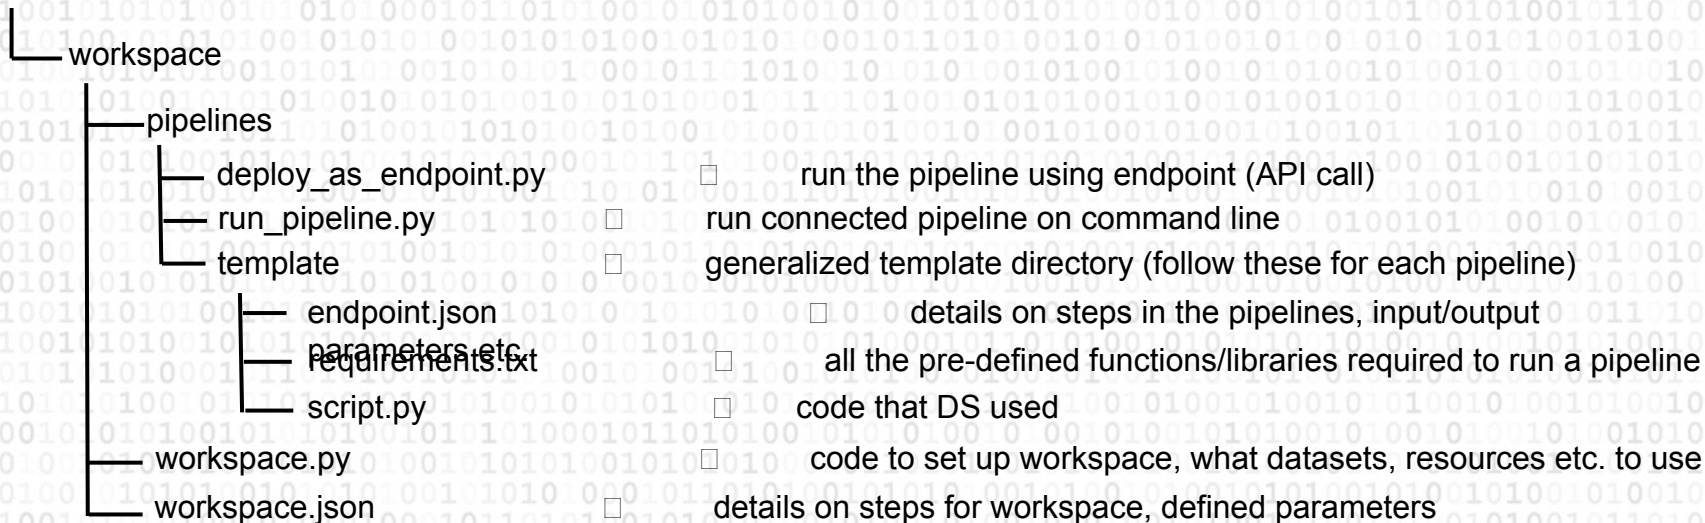 workspace
pipelines
deploy_as_endpoint.py run the pipeline using endpoint (API call)
run_pipeline.py run connected pipeline on command line
template generalized template directory (follow these for each pipeline)
endpoint.json details on steps in the pipelines, input/output
parameters etc.
requirements.txt all the pre-defined functions/libraries required to run a pipeline
script.py code that DS used
workspace.py code to set up workspace, what datasets, resources etc. to use
workspace.json details on steps for workspace, defined parameters